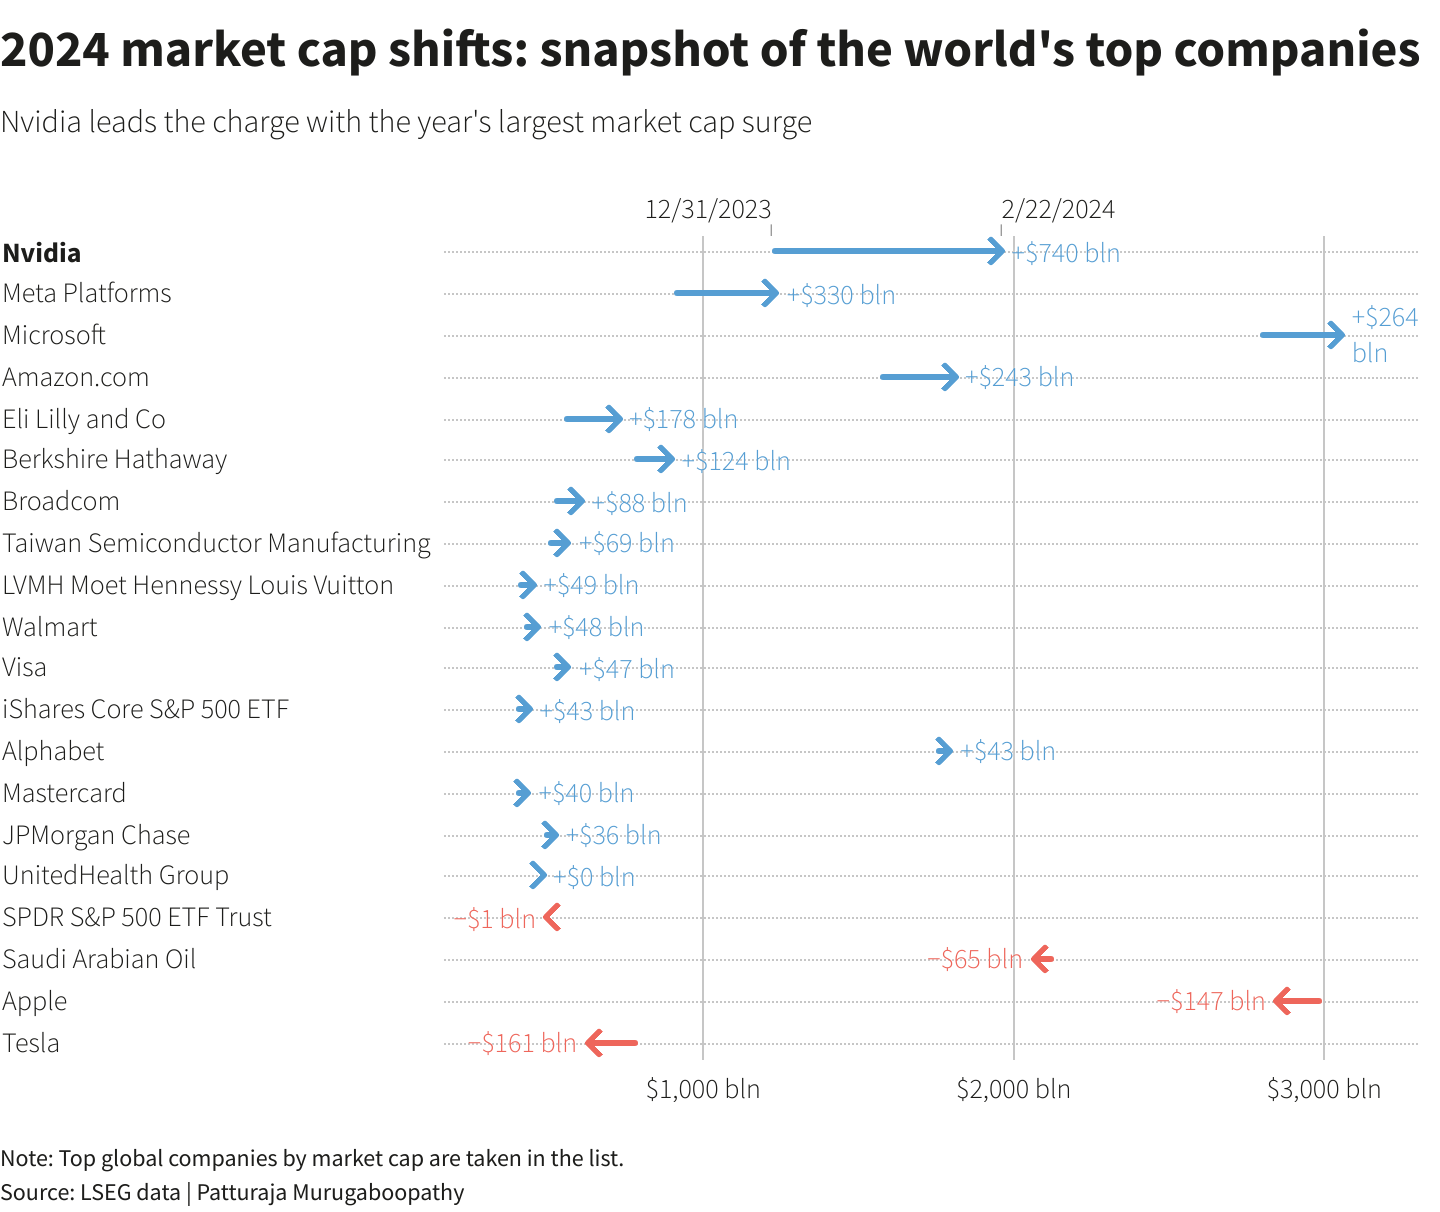 2024 market cap shifts: snapshot of the world's top companies
Nvidia leads the charge with the year's largest market cap surge
12/31/2023 2/22/2024
Nvidia +$740 bln
Meta Platforms +$330 bln
Microsoft +$264
bln
Amazon.com +$243 bln
Eli Lilly and Co +$178 bln
Berkshire Hathaway +$124 bln
Broadcom +$88 bln
Taiwan Semiconductor Manufacturing +$69 bln
LVMH Moet Hennessy Louis Vuitton +$49 bln
Walmart +$48 bln
Visa +$47 bln
iShares Core S&P 500 ETF +$43 bln
Alphabet +$43 bln
Mastercard +$40 bln
JPMorgan Chase +$36 bln
UnitedHealth Group +$0 bln
SPDR S&P 500 ETF Trust −$1 bln
Saudi Arabian Oil −$65 bln
Apple −$147 bln
Tesla −$161 bln
$1,000 bln $2,000 bln $3,000 bln
Note: Top global companies by market cap are taken in the list.
Source: LSEG data | Patturaja Murugaboopathy